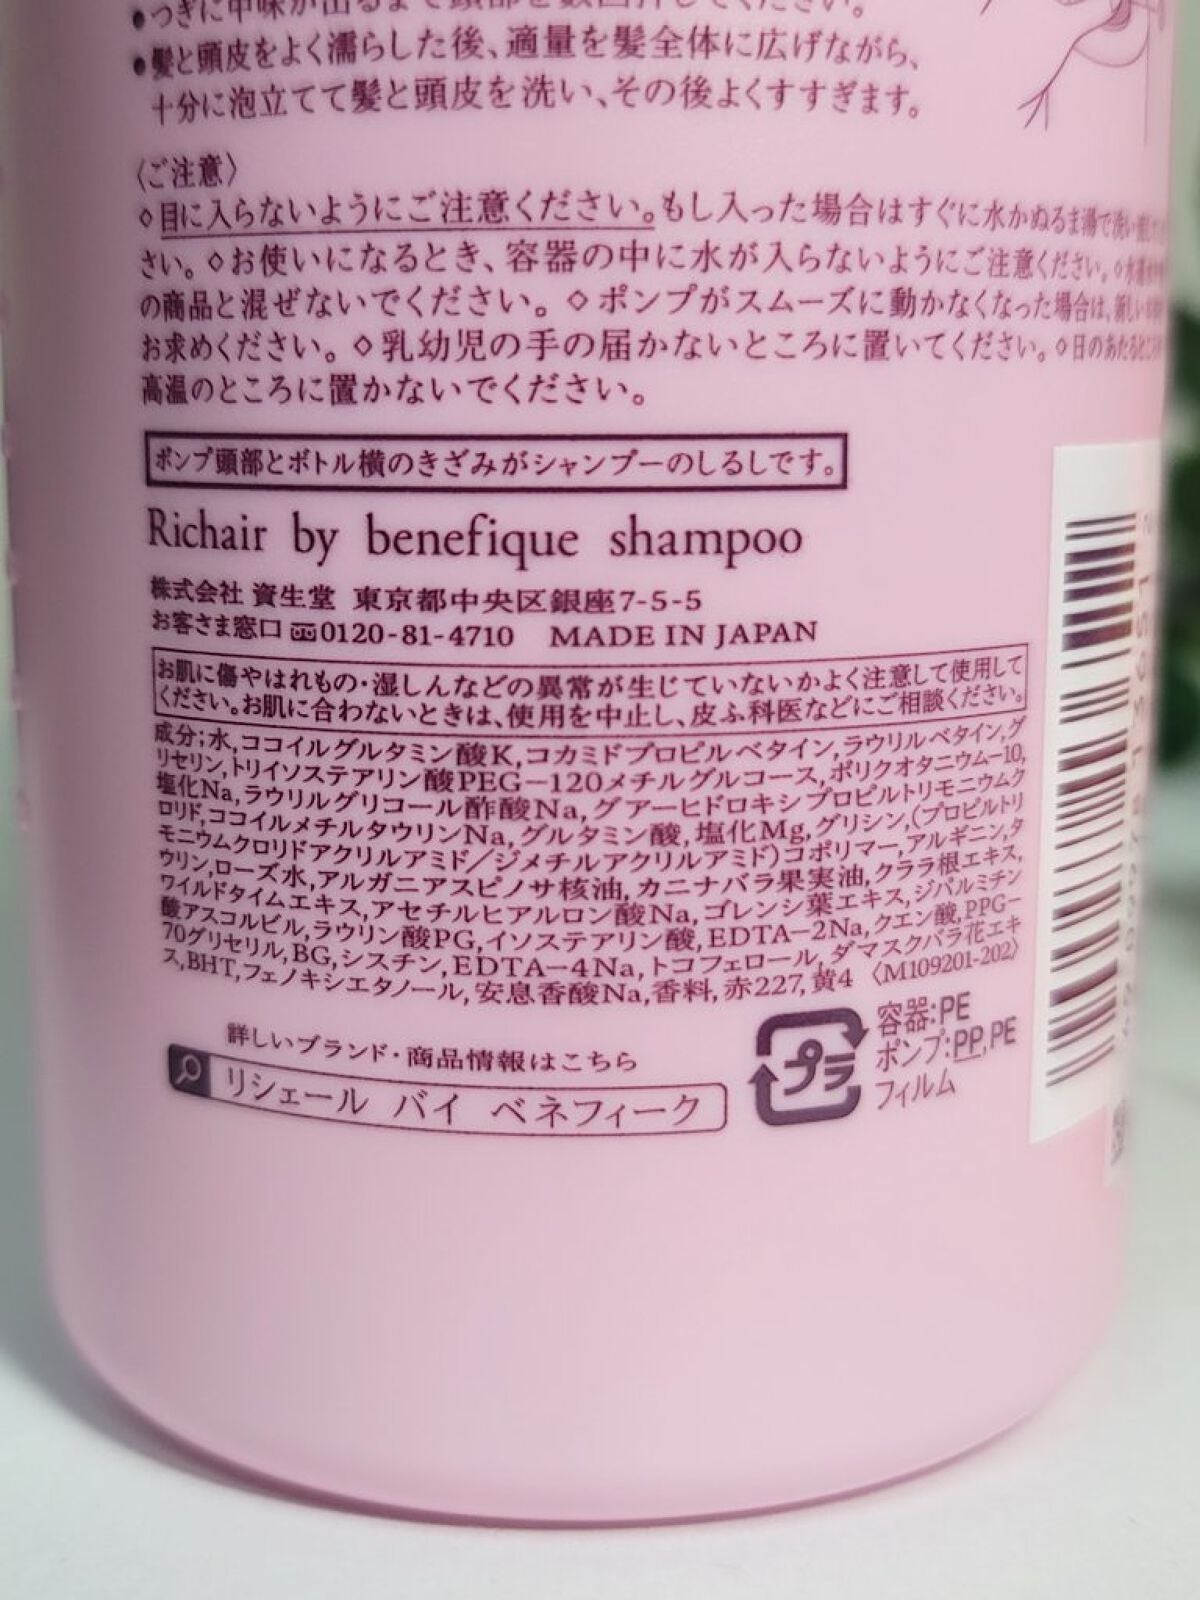 ●つぎに中味が出るまで頭部を数回押してください。
●髪と頭皮をよく濡らした後、適量を髪全体に広げながら、
十分に泡立てて髪と頭皮を洗い、その後よくすすぎます。
〈ご注意〉
◇目に入らないようにご注意ください。もし入った場合はすぐに水かぬるま湯で洗い
さい。◇お使いになるとき、容器の中に水が入らないようにご注意ください。◇
の商品と混ぜないでください。◇ポンプがスムーズに動かなくなった場合は、新しい
お求めください。◇乳幼児の手の届かないところに置いてください。◇日のあたるところ
高温のところに置かないでください。
ポンプ頭部とボトル横のきざみがシャンプーのしるしです。
Richair by benefique shampoo
株式会社 資生堂 東京都中央区銀座7-5-5
お客さま窓口 0120-81-4710 MADE IN JAPAN
お肌に傷やはれもの・湿しんなどの異常が生じていないかよく注意して使用して
ください。お肌に合わないときは、使用を中止し、皮ふ科医などにご相談ください。
成分；水,ココイルグルタミン酸K,コカミドプロピルベタイン,ラウリルベタイン,グ
リセリン,トリイソステアリン酸PEG-120メチルグルコース,ポリクオタニウム-10,
塩化Na,ラウリルグリコール酢酸Na,グアーヒドロキシプロピルトリモニウムク
ロリド,ココイルメチルタウリンNa,グルタミン酸,塩化Mg,グリシン,(プロピルトリ
モニウムクロリドアクリルアミド/ジメチルアクリルアミド)コポリマー,アルギニン,タ
ウリン,ローズ水,アルガニアスピノサ核油,カニナバラ果実油,クララ根エキス,
ワイルドタイムエキス,アセチルヒアルロン酸Na,ゴレンシ葉エキス,ジパルミチン
酸アスコルビル,ラウリン酸PG,イソステアリン酸,EDTA-2Na,クエン酸,PPG-
70グリセリル,BG,シスチン,EDTA-4Na,トコフェロール,ダマスクバラ花エキ
ス,BHT,フェノキシエタノール,安息香酸Na,香料,赤227,黄4 〈M109201-202〉
詳しいブランド・商品情報はこちら
リシェール バイ ベネフィーク
プラ
容器:PE
ポンプ:PP,PE
フィルム